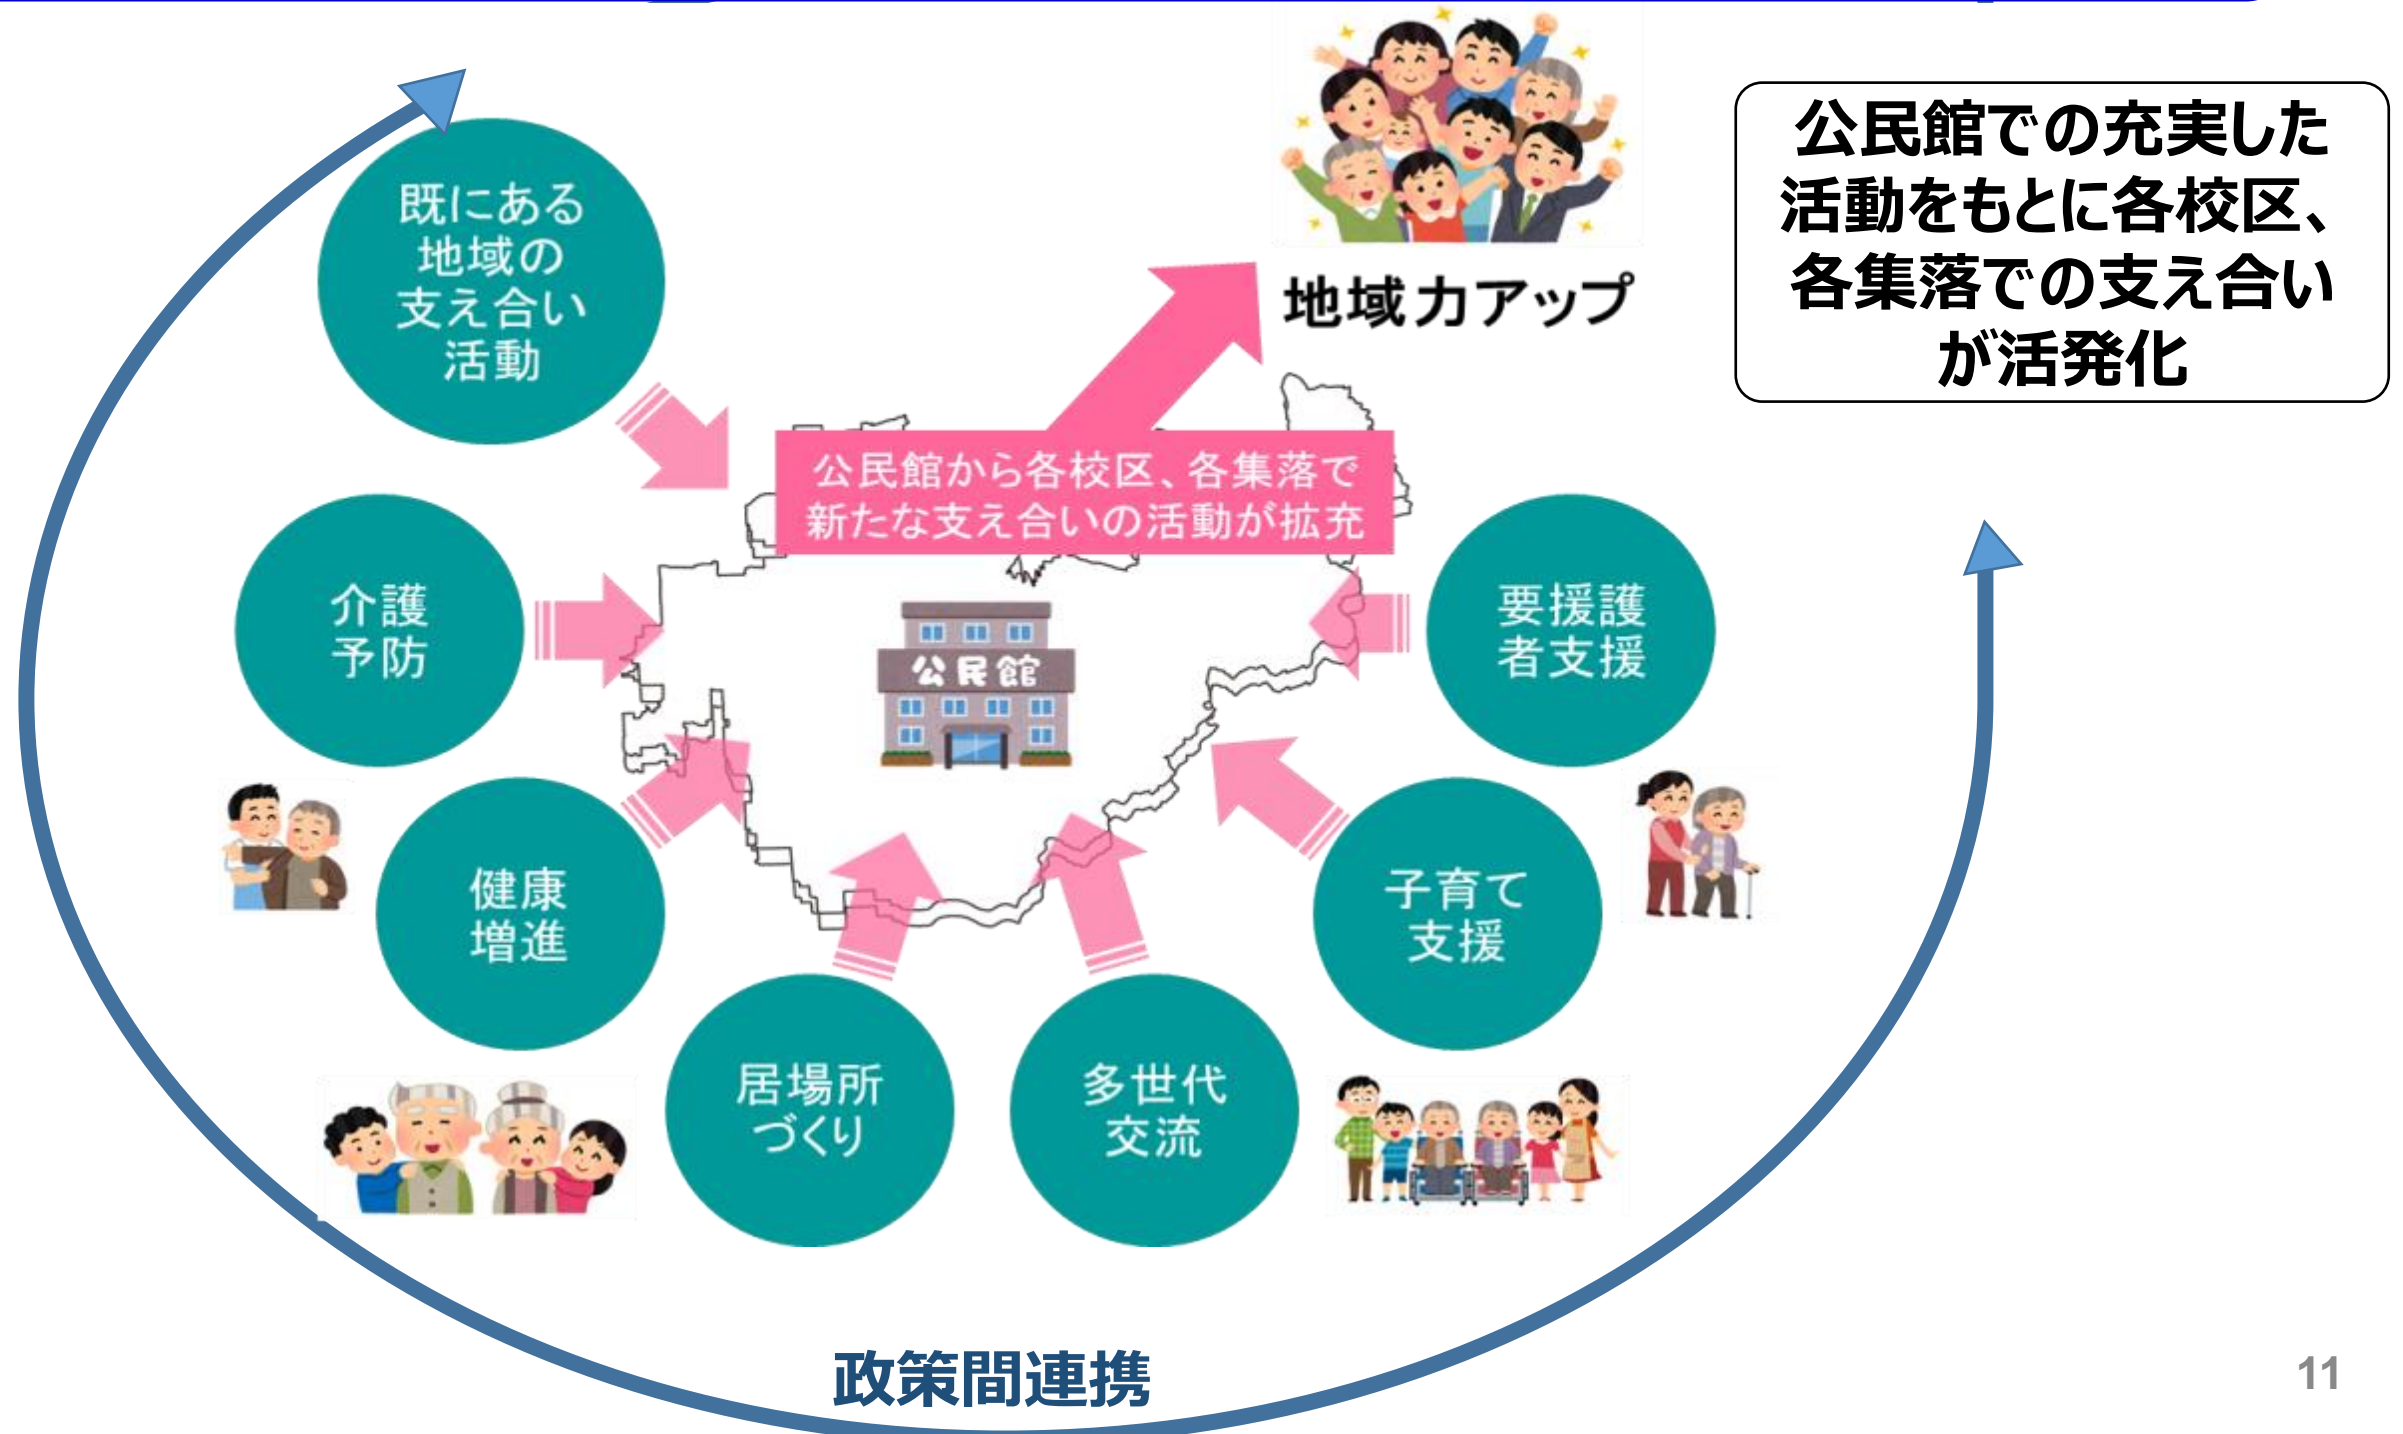 公民館での充実した
活動をもとに各校区、
各集落での支え合い
が活発化
地域力アップ
既にある
地域の
支え合い
活動
公民館から各校区、各集落で
新たな支え合いの活動が拡充
介護
予防
公民館
要援護
者支援
健康
増進
子育て
支援
居場所
づくり
多世代
交流
政策間連携
11